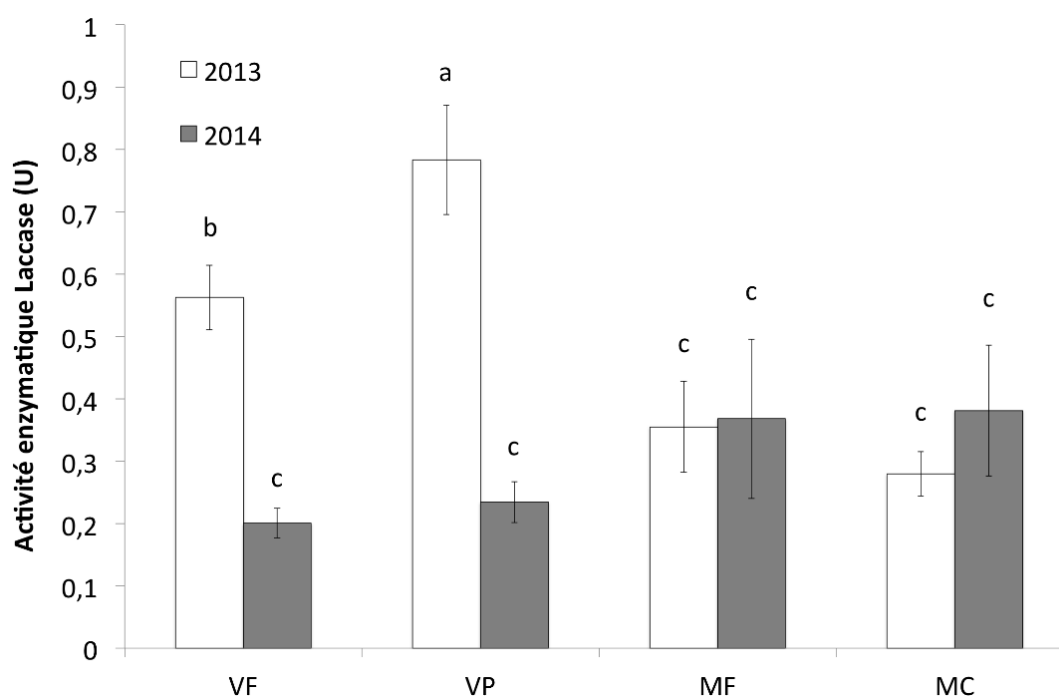 Activité enzymatique Laccase (U)
1
0,9
0,8
0,7
0,6
0,5
0,4
0,3
0,2
0,1
0
2013
2014
b
c
a
c
c
c
c
c
VF
VP
MF
MC